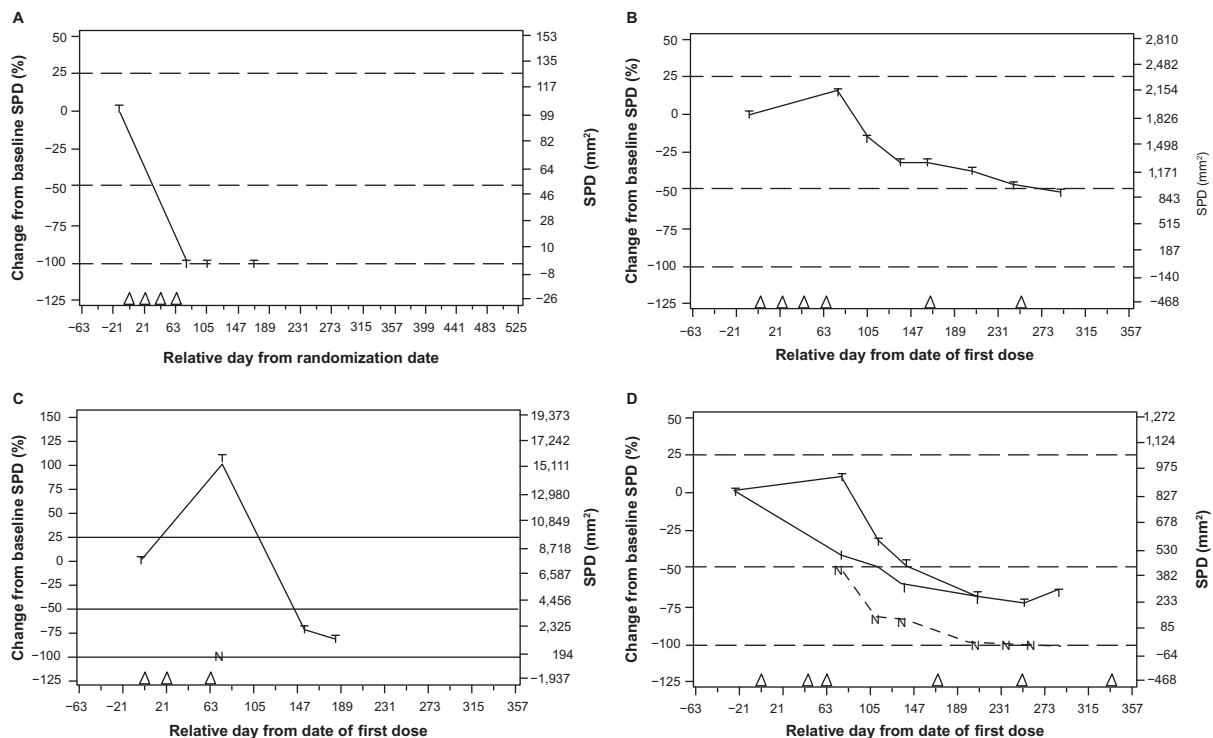 A
Change from baseline SPD (%)
50
25
0
−25
−50
−75
−100
−125
153
135
117
99
82
64
46
28
10
−8
−26
SPD (mm²)
T
T T T
−63 −21 21 63 105 147 189 231 273 315 357 399 441 483 525
Relative day from randomization date
B
Change from baseline SPD (%)
50
25
0
−25
−50
−75
−100
−125
2,810
2,482
2,154
1,826
1,498
1,171
843
515
187
−140
−468
SPD (mm²)
T T T T T T T T
−63 −21 21 63 105 147 189 231 273 315 357
Relative day from date of first dose
C
Change from baseline SPD (%)
150
125
100
75
50
25
0
−25
−50
−75
−100
−125
19,373
17,242
15,111
12,980
10,849
8,718
6,587
4,456
2,325
194
−1,937
SPD (mm²)
T T T T
N
−63 −21 21 63 105 147 189 231 273 315 357
Relative day from date of first dose
D
Change from baseline SPD (%)
50
25
0
−25
−50
−75
−100
−125
1,272
1,124
975
827
678
530
382
233
85
−64
−468
SPD (mm²)
T T T T T T T
N N N N N N
−63 −21 21 63 105 147 189 231 273 315 357
Relative day from date of first dose